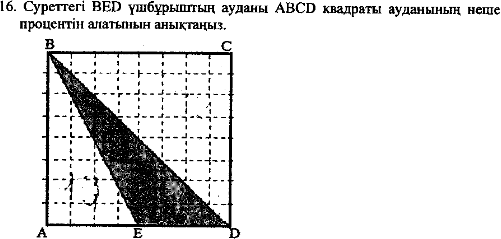 16. Суреттегі BED үшбұрыштың ауданы ABCD квадраты ауданының неше
процентін алатынын анықтаңыз.
B C
A E D